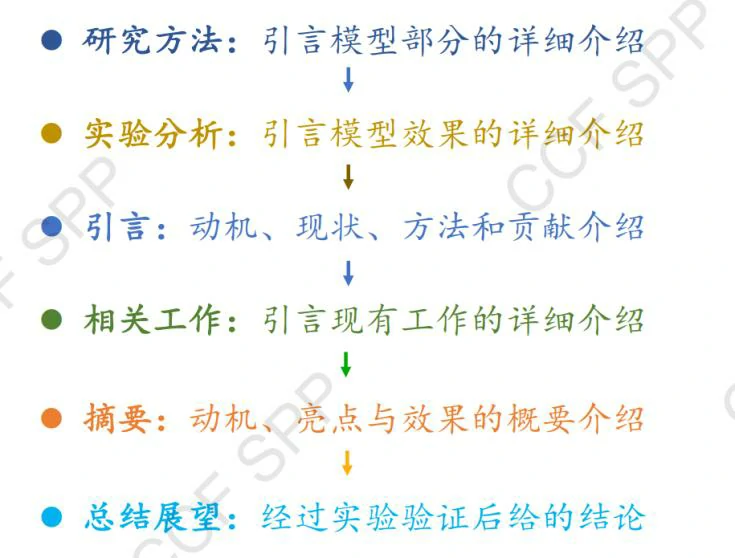 研究方法：引言模型部分的详细介绍
实验分析：引言模型效果的详细介绍
引言：动机、现状、方法和贡献介绍
相关工作：引言现有工作的详细介绍
摘要：动机、亮点与效果的概要介绍
总结展望：经过实验验证后给的结论
CCF SPP
CCF SPP
F SPP